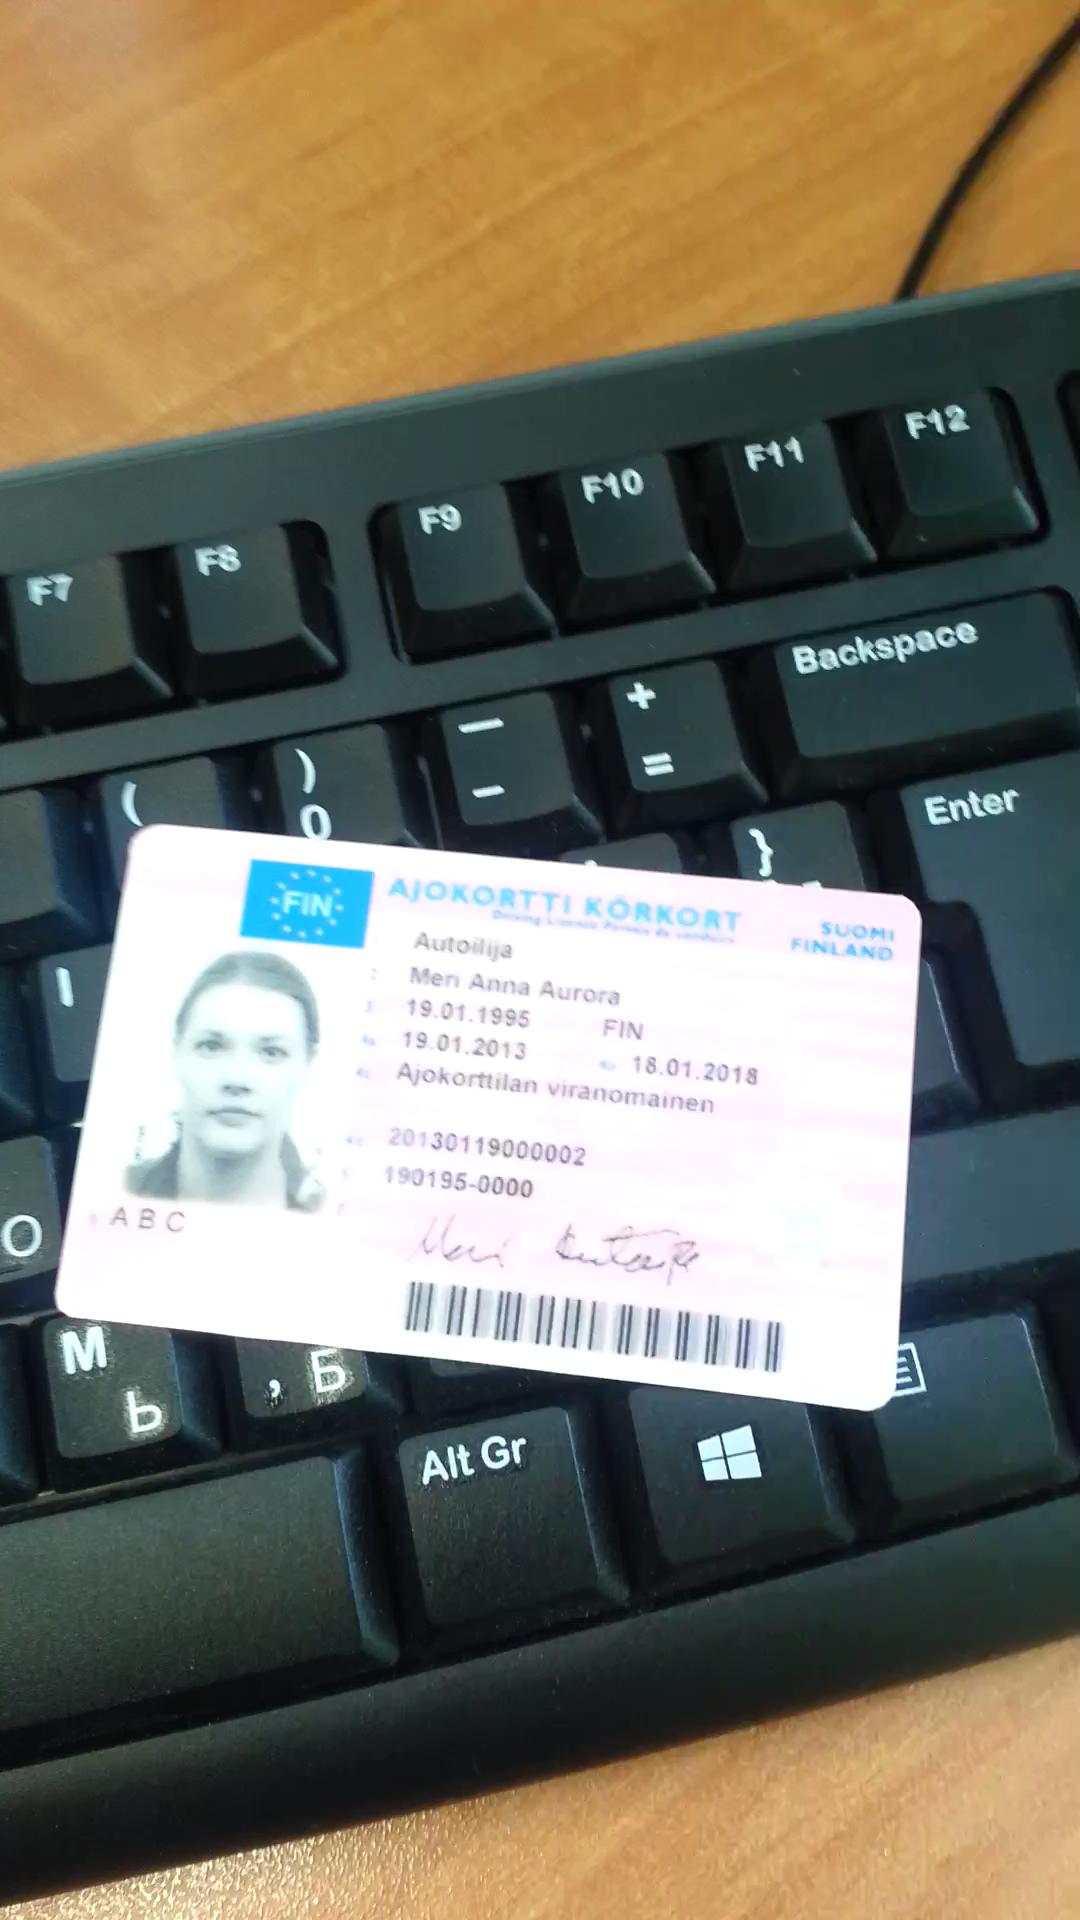 F7 F8 F9 F10 F11 F12
Backspace
( ) — +
0 - =
} Enter
FIN AJOKORTTI KÖRKORT SUOMI
Driving Licence Permis de conduire FINLAND
Autoilija
Meri Anna Aurora
19.01.1995 FIN
19.01.2013 18.01.2018
Ajokorttilan viranomainen
20130119000002
190195-0000
A B C
Meri Autoilija
I
O
M Ь , Б
Alt Gr